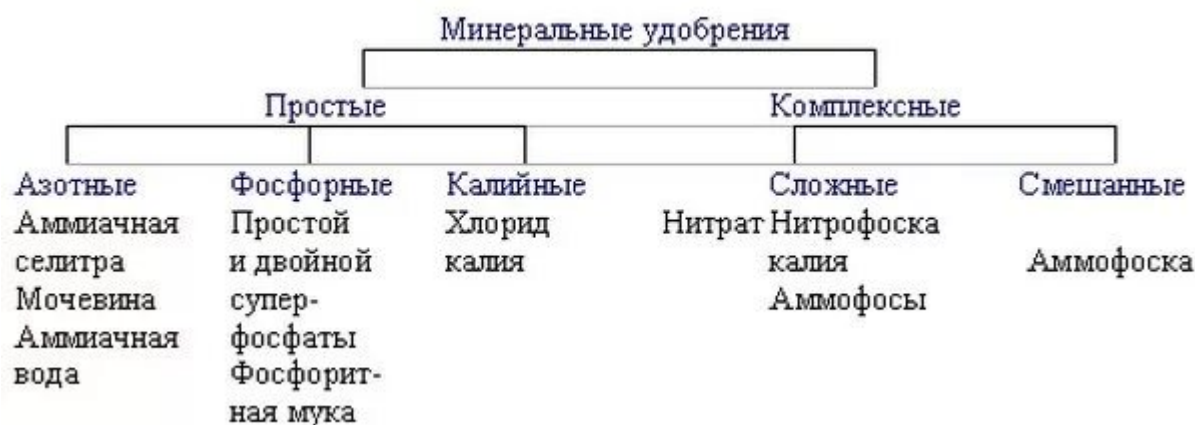 Минеральные удобрения
Простые Комплексные
Азотные Фосфорные Калийные Сложные Смешанные
Аммиачная Простой Хлорид Нитрат Нитрофоска
селитра и двойной калия калия Аммофоска
Мочевина супер- Аммофосы
Аммиачная фосфаты
вода Фосфорит-
ная мука